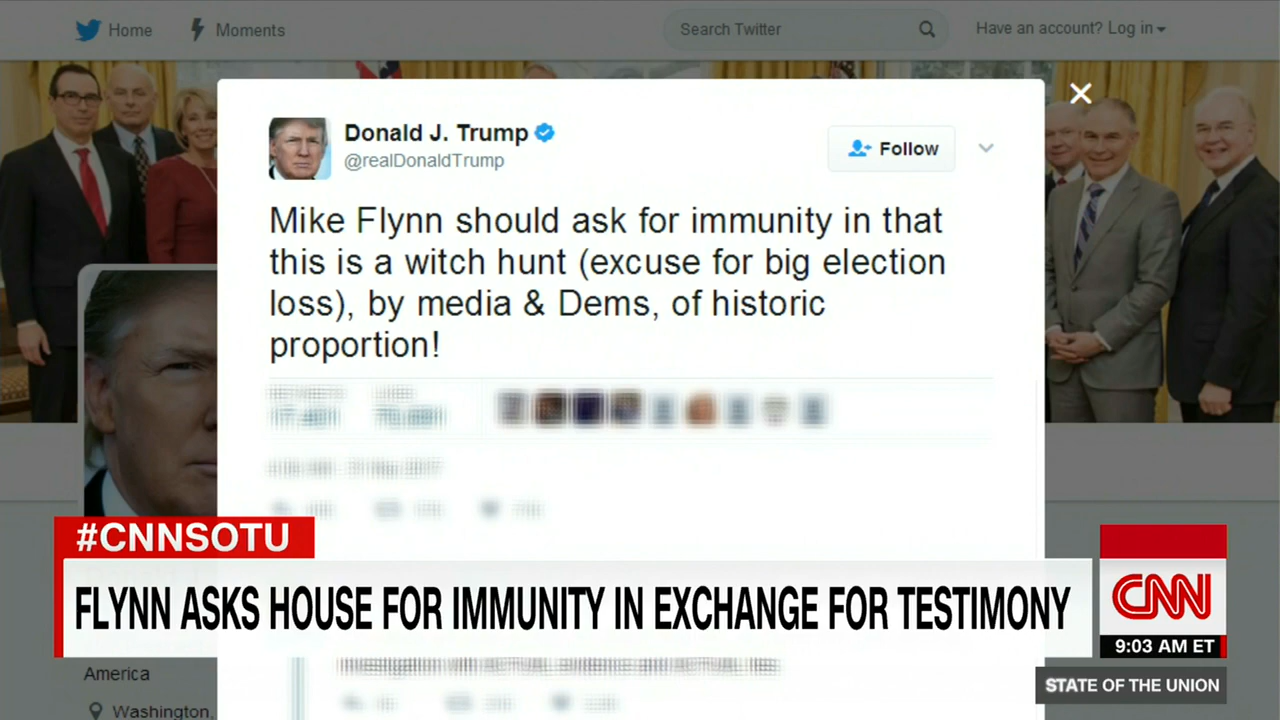 Home
Moments
Search Twitter
Have an account? Log in
Donald J. Trump
@realDonaldTrump
Follow
Mike Flynn should ask for immunity in that
this is a witch hunt (excuse for big election
loss), by media & Dems, of historic
proportion!
#CNNSOTU
FLYNN ASKS HOUSE FOR IMMUNITY IN EXCHANGE FOR TESTIMONY
CNN
9:03 AM ET
STATE OF THE UNION
America
Washington,